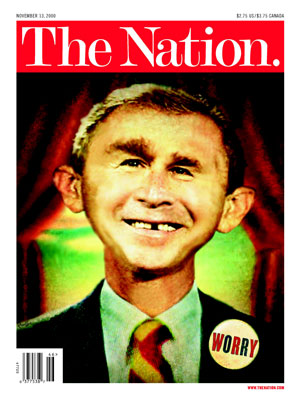 NOVEMBER 13, 2000
$2.75 US/$3.75 CANADA
The Nation.
WORRY
WWW.THENATION.COM